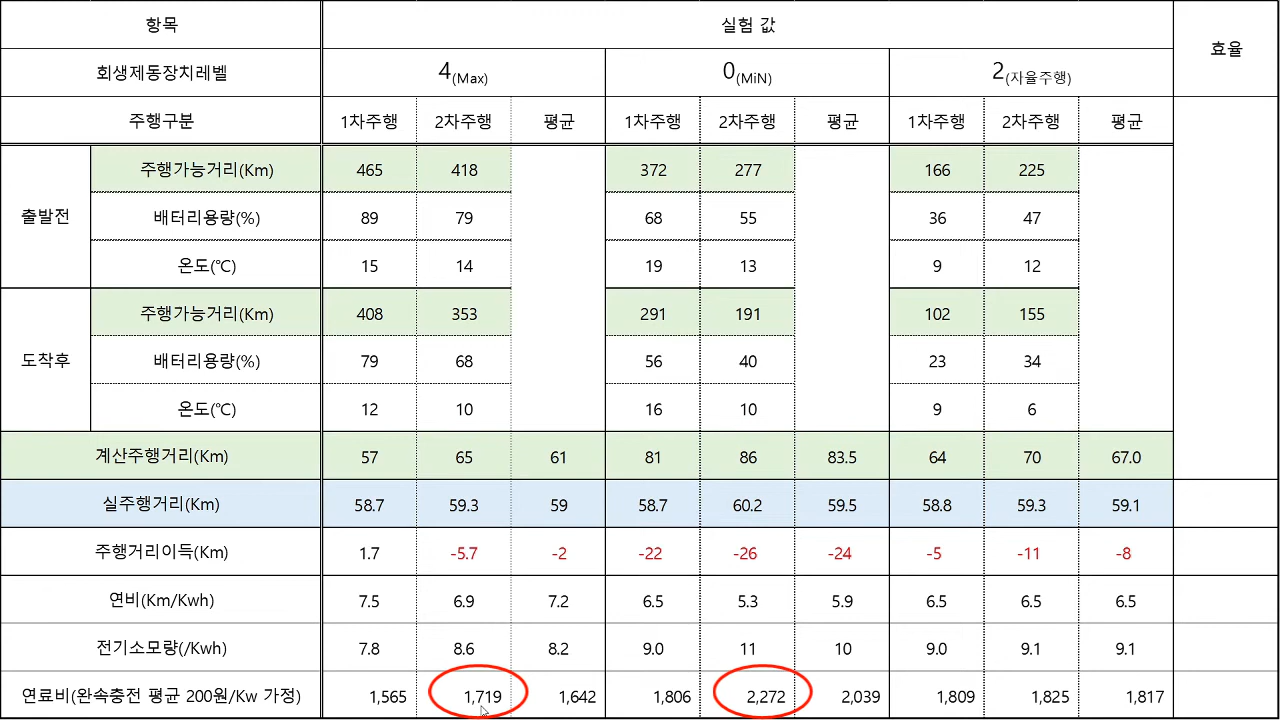 항목 실험 값 효율
회생제동장치레벨 4(Max) 0(MiN) 2(자율주행)
주행구분 1차주행 2차주행 평균 1차주행 2차주행 평균 1차주행 2차주행 평균
출발전 주행가능거리(Km) 465 418 372 277 166 225
배터리용량(%) 89 79 68 55 36 47
온도(℃) 15 14 19 13 9 12
도착후 주행가능거리(Km) 408 353 291 191 102 155
배터리용량(%) 79 68 56 40 23 34
온도(℃) 12 10 16 10 9 6
계산주행거리(Km) 57 65 61 81 86 83.5 64 70 67.0
실주행거리(Km) 58.7 59.3 59 58.7 60.2 59.5 58.8 59.3 59.1
주행거리이득(Km) 1.7 -5.7 -2 -22 -26 -24 -5 -11 -8
연비(Km/Kwh) 7.5 6.9 7.2 6.5 5.3 5.9 6.5 6.5 6.5
전기소모량(/Kwh) 7.8 8.6 8.2 9.0 11 10 9.0 9.1 9.1
연료비(완속충전 평균 200원/Kw 가정) 1,565 1,719 1,642 1,806 2,272 2,039 1,809 1,825 1,817